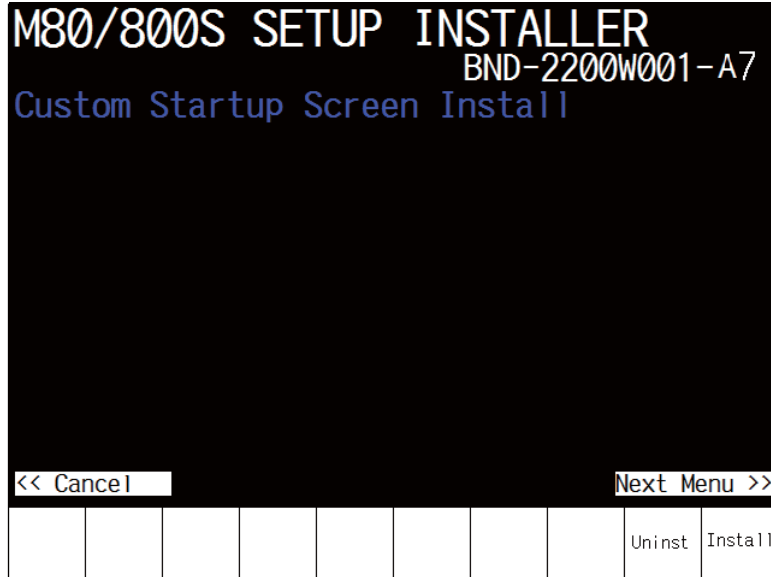 M80/800S SETUP INSTALLER
BND-2200W001-A7
Custom Startup Screen Install
<< Cancel
Next Menu >>
Uninst
Install